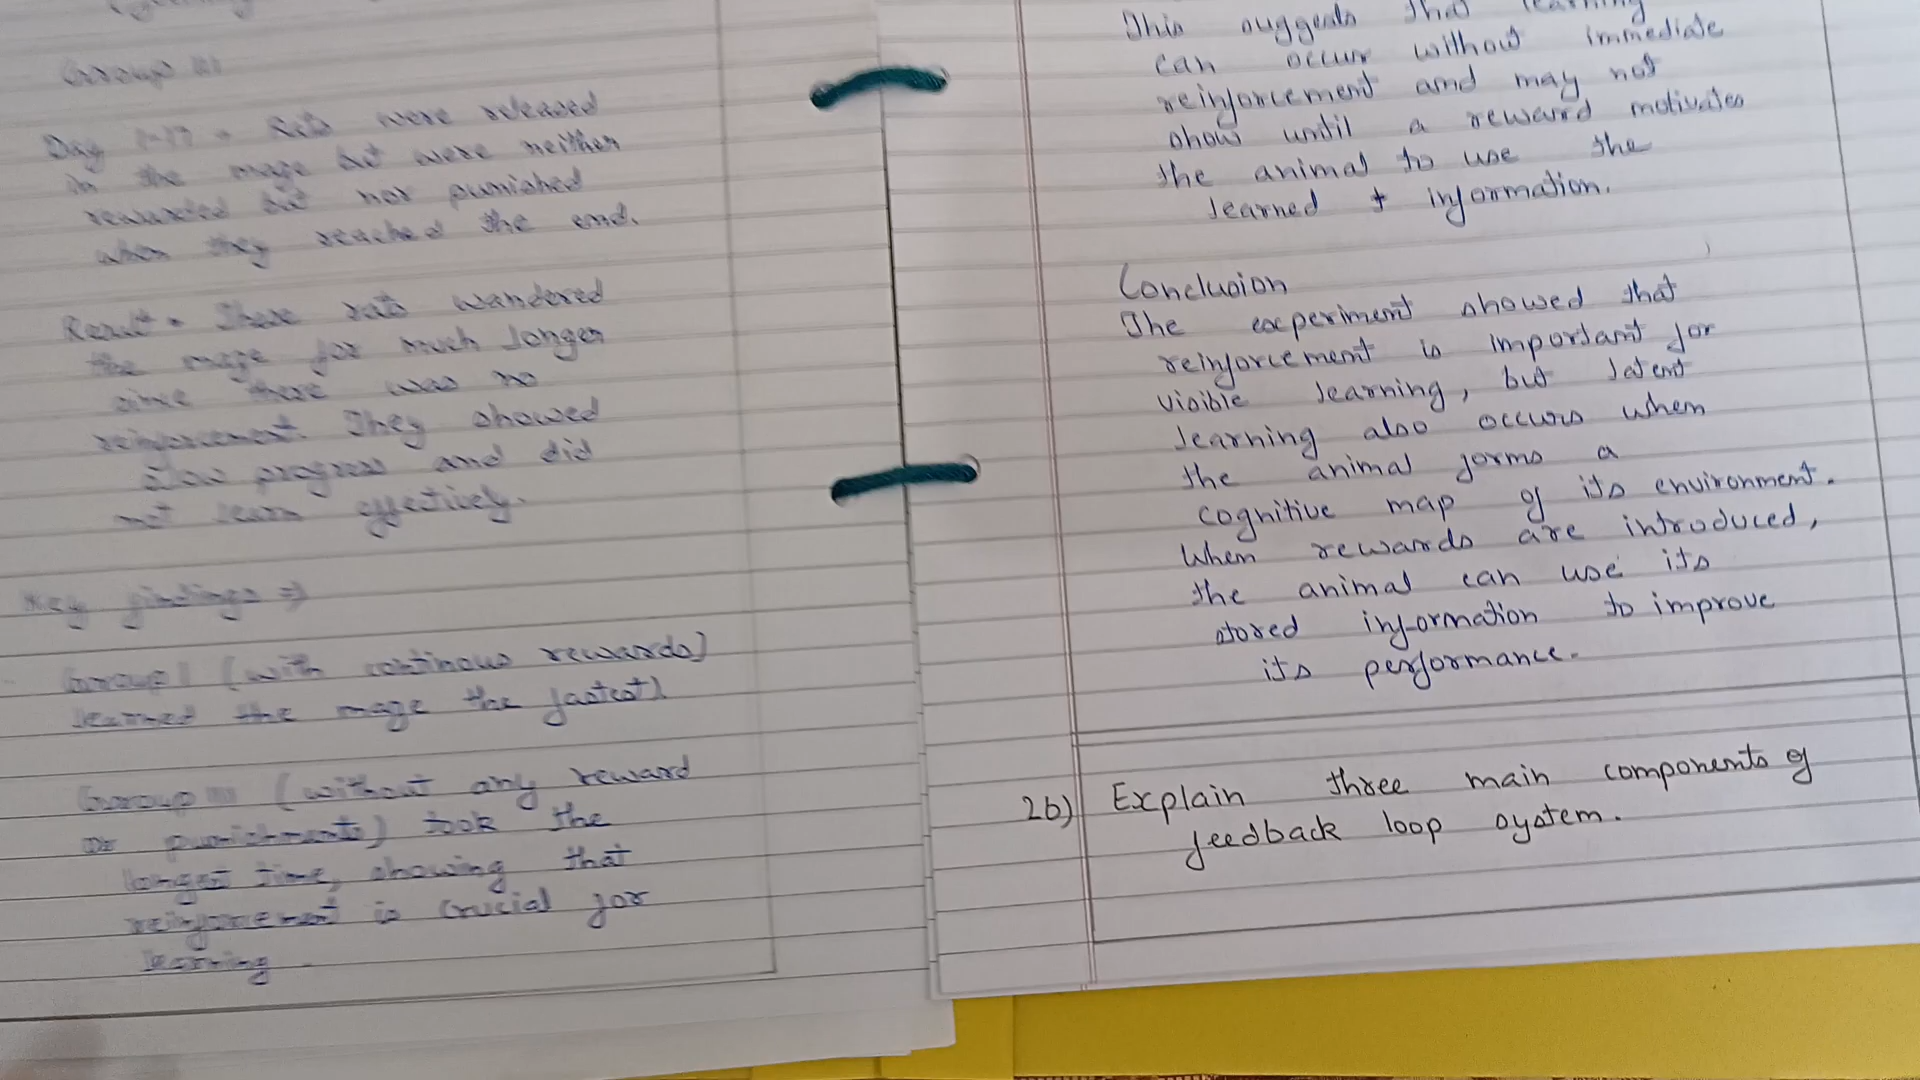 Group III
Day 1-17 → Rats were released
in the maze but were neither
rewarded but nor punished
when they reached the end.
Result → These rats wandered
the maze for much longer
since there was no
reinforcement. They showed
slow progress and did
not learn effectively.
Key findings ⇒
Group I (with continous rewards)
learned the maze the fastest).
Group III (without any reward
or punishments) took the
longest time, showing that
reinforcement is crucial for
learning.
This suggests that learning
can occur without immediate
reinforcement and may not
show until a reward motivates
the animal to use the
learned information.
Conclusion
The experiment showed that
reinforcement is important for
visible learning, but latent
learning also occurs when
the animal forms a
cognitive map of its environment.
When rewards are introduced,
the animal can use its
stored information to improve
its performance.
2b) Explain three main components of
feedback loop system.